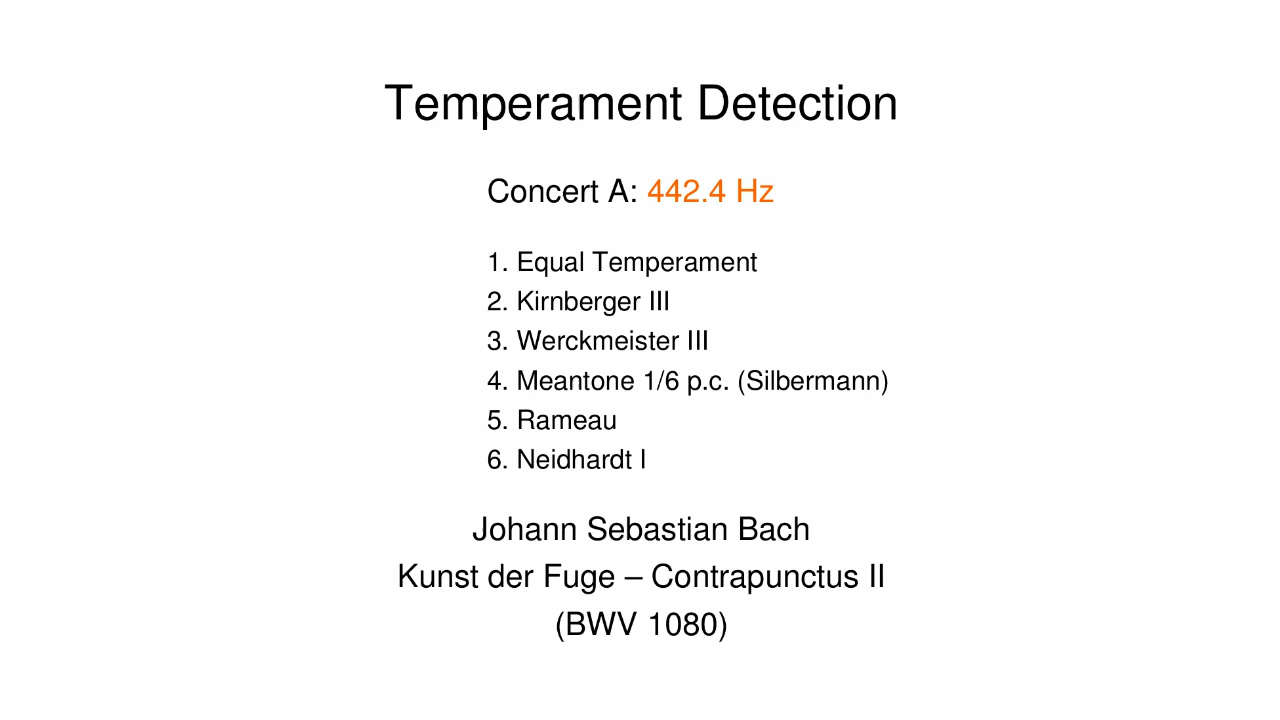 Temperament Detection
Concert A: 442.4 Hz
1. Equal Temperament
2. Kirnberger III
3. Werckmeister III
4. Meantone 1/6 p.c. (Silbermann)
5. Rameau
6. Neidhardt I
Johann Sebastian Bach
Kunst der Fuge – Contrapunctus II
(BWV 1080)